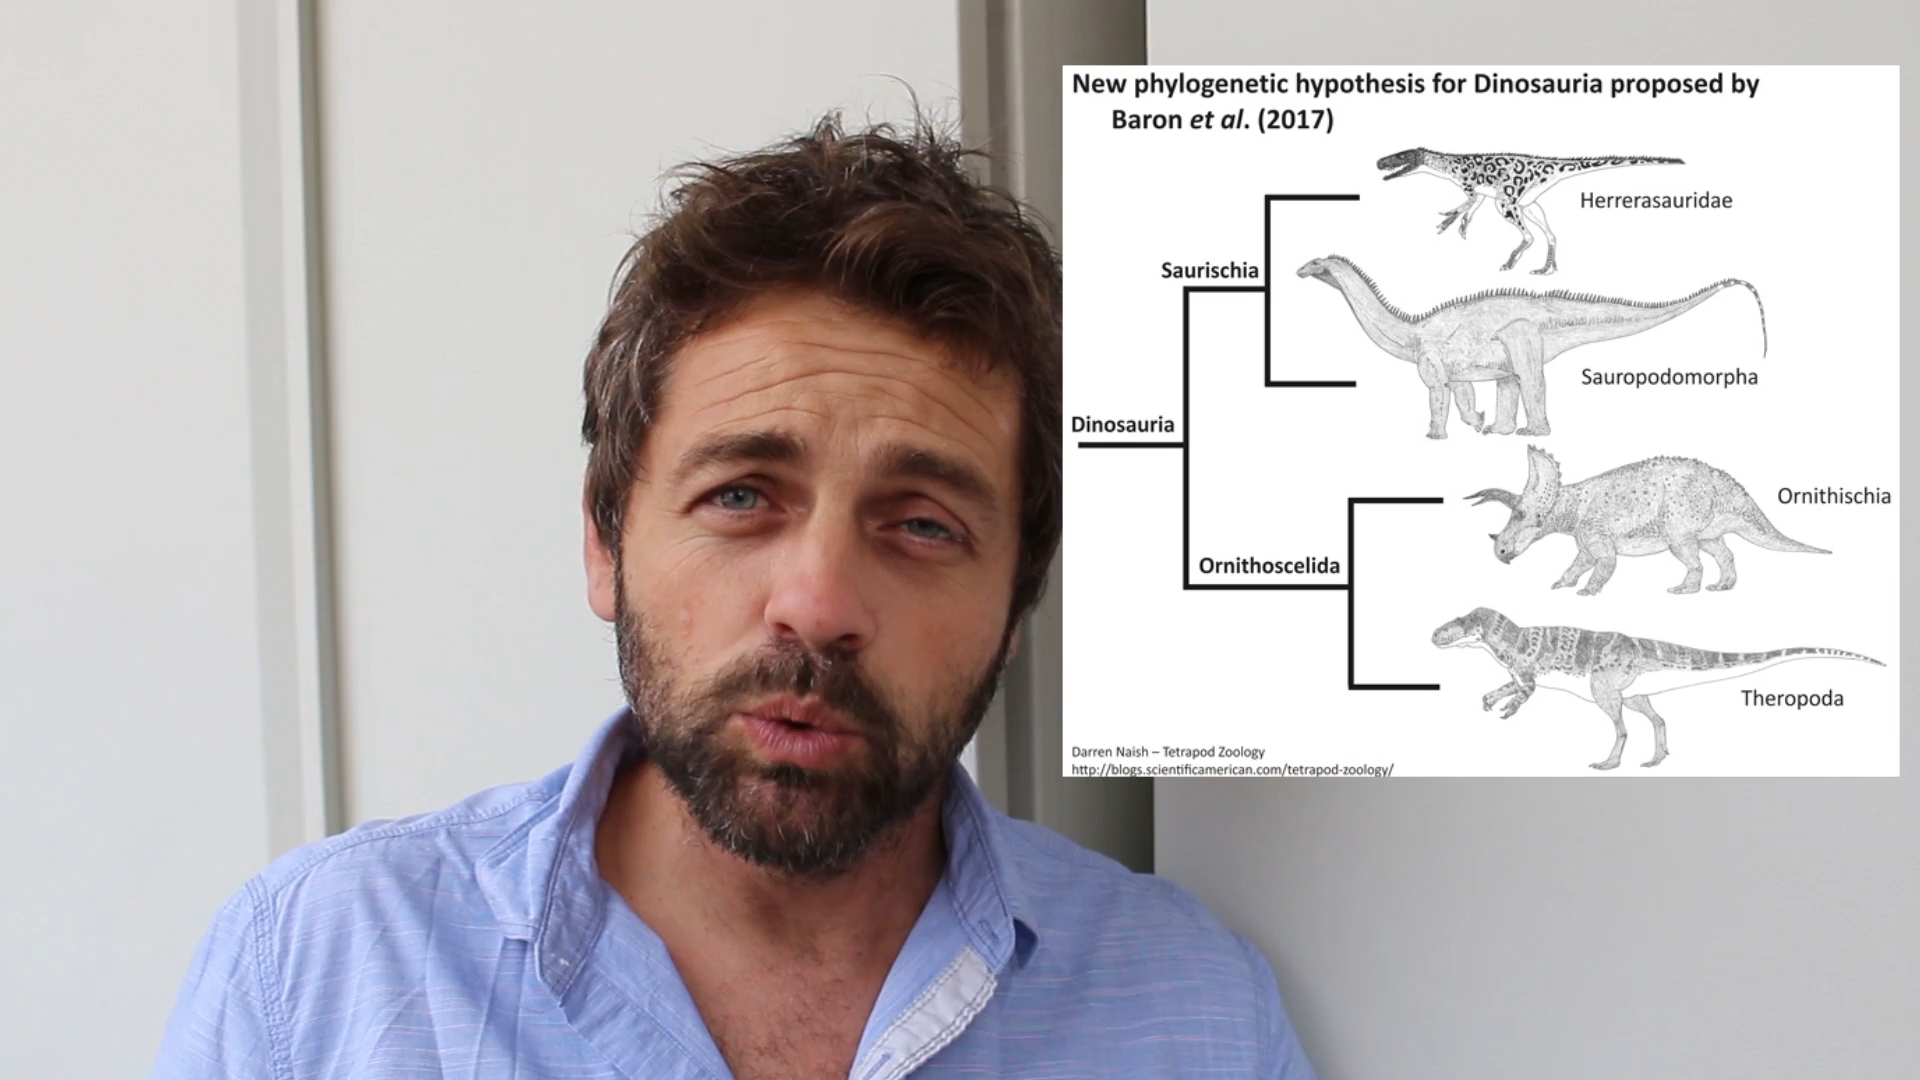 New phylogenetic hypothesis for Dinosauria proposed by
Baron et al. (2017)
Herrerasauridae
Saurischia
Sauropodomorpha
Dinosauria
Ornithischia
Ornithoscelida
Theropoda
Darren Naish – Tetrapod Zoology
http://blogs.scientificamerican.com/tetrapod-zoology/